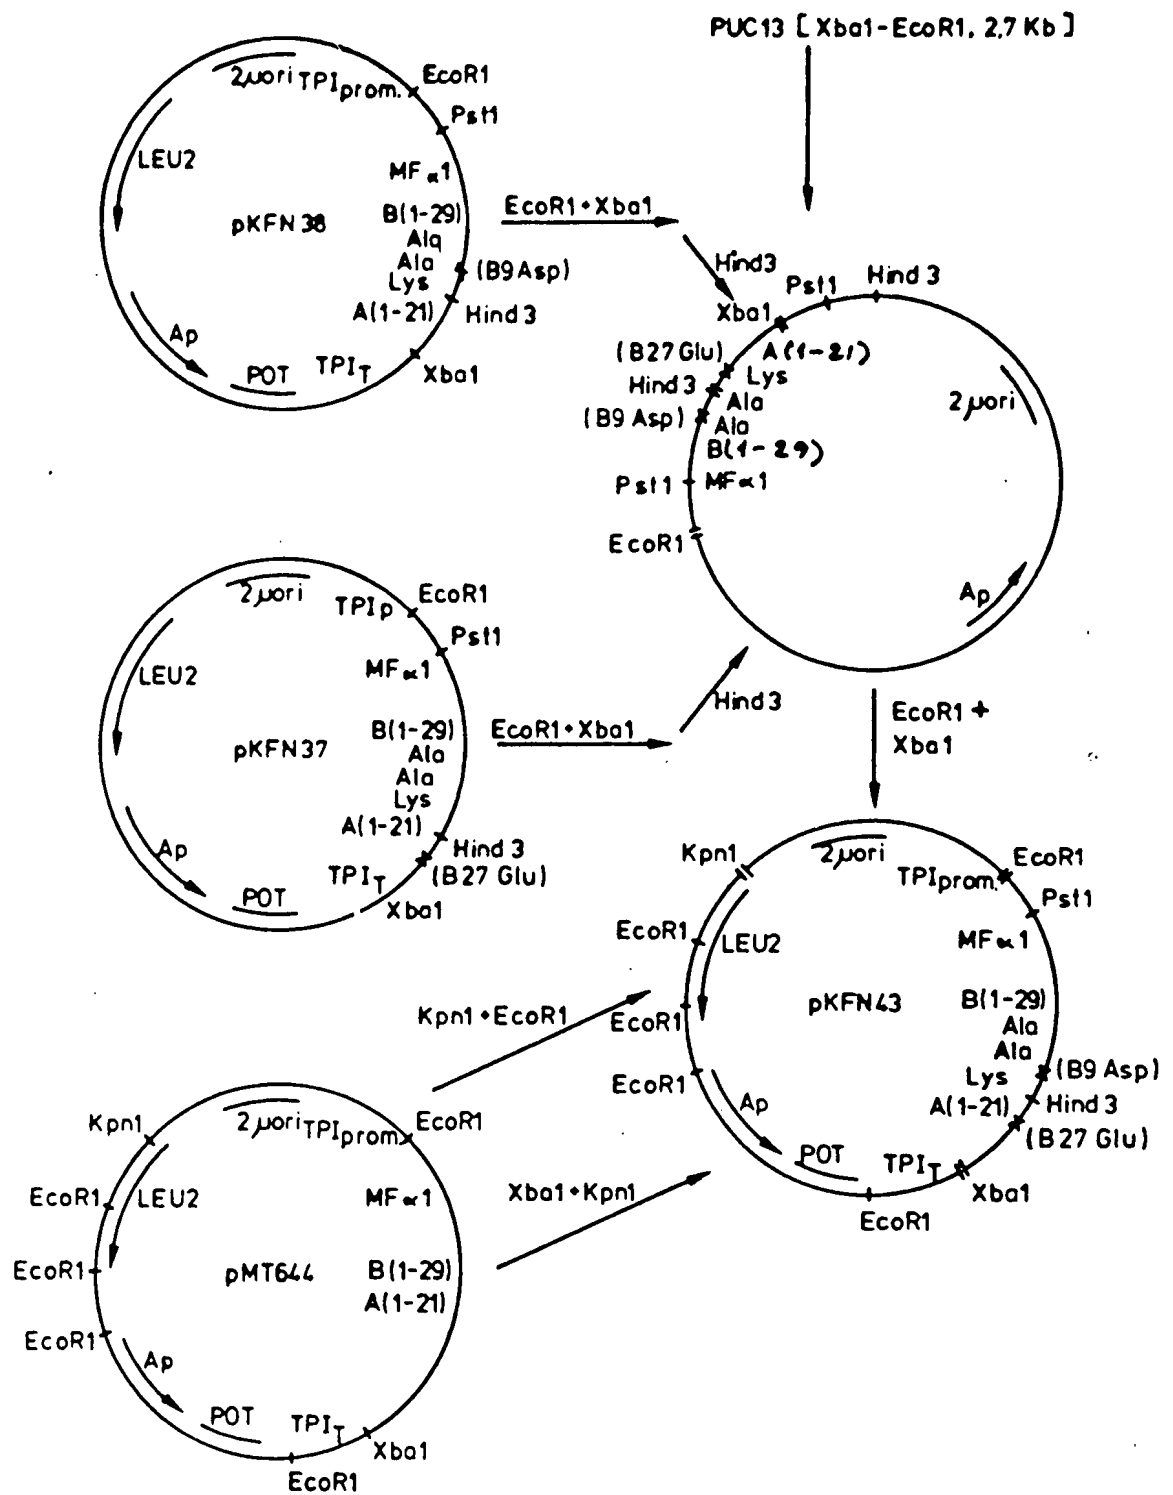 PUC13 [Xba1-EcoR1, 2,7 Kb]
2µori
TPIprom.
EcoR1
Pst1
LEU2
MFα1
pKFN38
B(1-29)
Ala
Ala
Lys
(B9 Asp)
A(1-21)
Hind 3
Ap
POT
TPIT
Xba1
EcoR1+Xba1
Hind3
Pst1
Hind 3
Xba1
(B27 Glu)
A(1-21)
Hind 3
Lys
(B9 Asp)
Ala
Ala
B(1-29)
Pst1
MFα1
EcoR1
2µori
Ap
2µori
TPIp
EcoR1
Pst1
LEU2
MFα1
pKFN37
B(1-29)
Ala
Ala
Lys
A(1-21)
Hind 3
(B27 Glu)
Ap
POT
TPIT
Xba1
EcoR1+Xba1
Hind3
EcoR1 +
Xba1
Kpn1
2µori
TPIprom.
EcoR1
Pst1
EcoR1
LEU2
MFα1
EcoR1
pKFN43
B(1-29)
Ala
Ala
Lys
(B9 Asp)
EcoR1
A(1-21)
Hind 3
(B27 Glu)
Ap
POT
TPIT
Xba1
EcoR1
Kpn1+EcoR1
Xba1+Kpn1
Kpn1
2µori
TPIprom
EcoR1
EcoR1
LEU2
MFα1
EcoR1
pMT644
B(1-29)
A(1-21)
EcoR1
Ap
POT
TPIT
Xba1
EcoR1